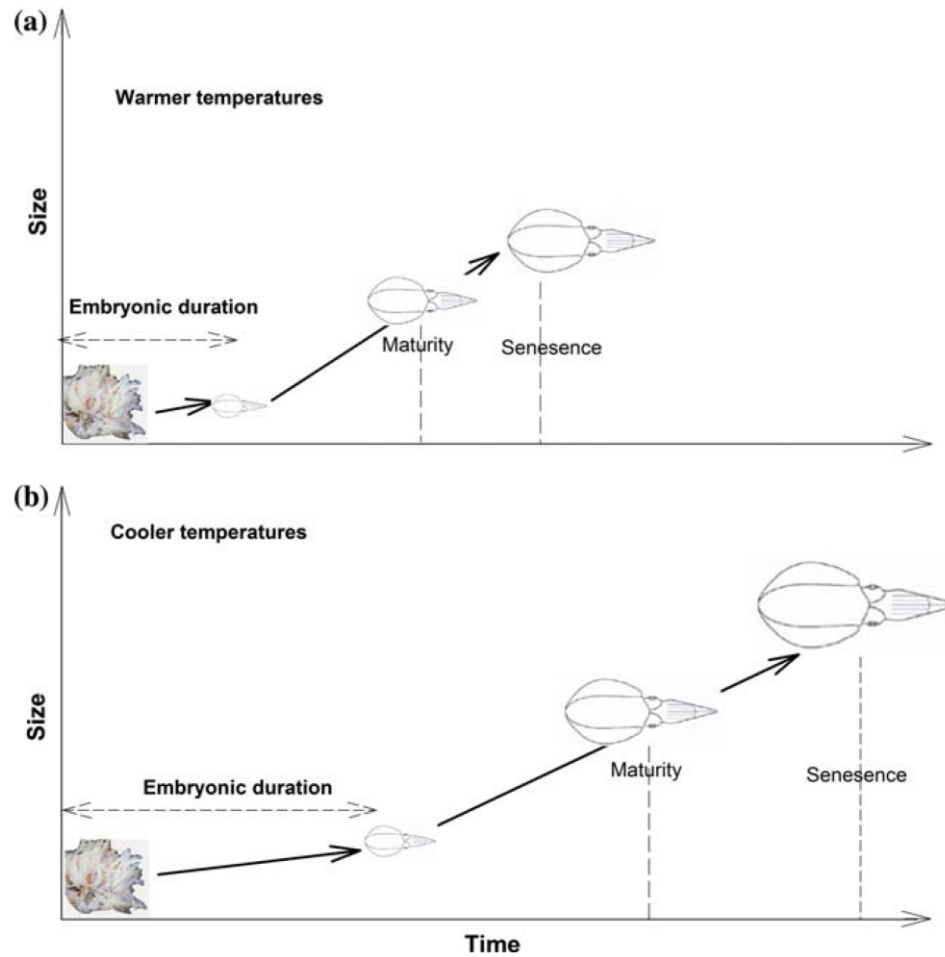 (a)
Warmer temperatures
Size
Embryonic duration
Maturity
Senesence
(b)
Cooler temperatures
Size
Embryonic duration
Maturity
Senesence
Time